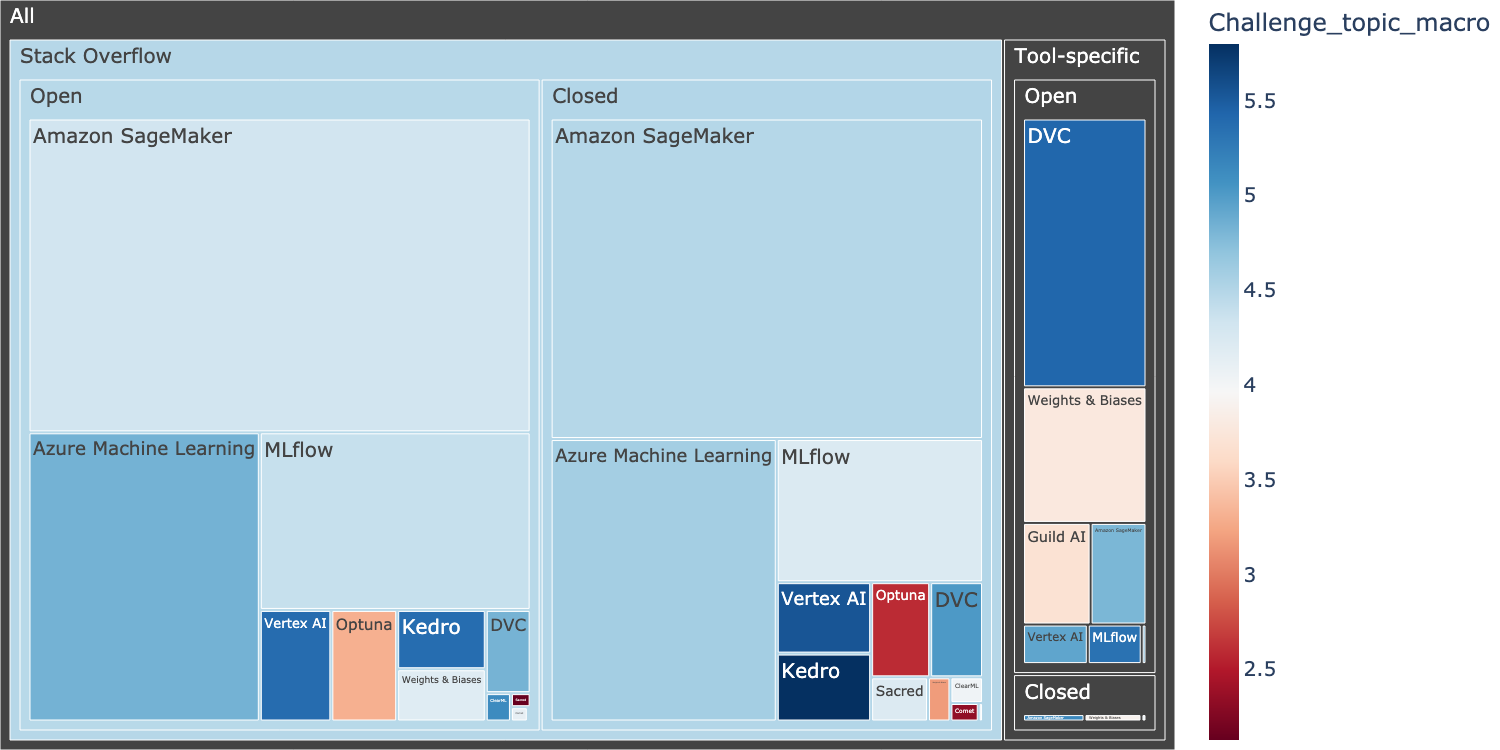 All
Stack Overflow
Open
Amazon SageMaker
Azure Machine Learning
MLflow
Vertex AI
Optuna
Kedro
Weights & Biases
DVC
ClearML
Sacred
Closed
Amazon SageMaker
Azure Machine Learning
MLflow
Vertex AI
Kedro
Optuna
DVC
Sacred
ClearML
Comet
Tool-specific
Open
DVC
Weights & Biases
Guild AI
Amazon SageMaker
Vertex AI
MLflow
Closed
Amazon SageMaker
Weights & Biases
Challenge_topic_macro
5.5
5
4.5
4
3.5
3
2.5